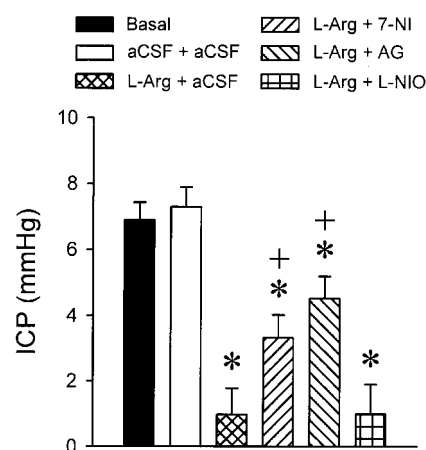 Basal
aCSF + aCSF
L-Arg + aCSF
L-Arg + 7-NI
L-Arg + AG
L-Arg + L-NIO
10
8
6
4
2
0
ICP (mmHg)
*
+
*
+
*
*